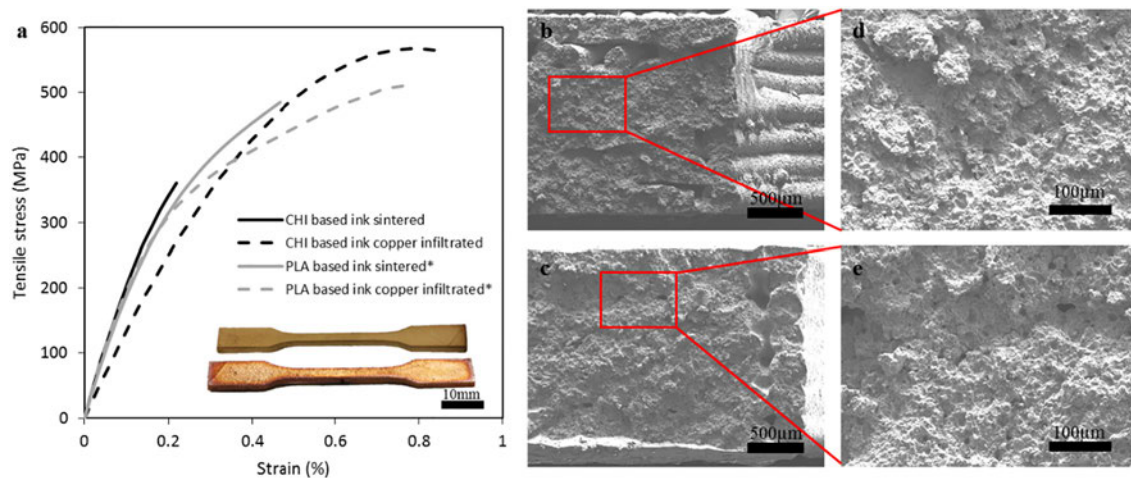 a
600
500
400
300
200
100
0
Tensile stress (MPa)
0 0.2 0.4 0.6 0.8 1
Strain (%)
CHI based ink sintered
CHI based ink copper infiltrated
PLA based ink sintered*
PLA based ink copper infiltrated*
10mm
b
500µm
d
100µm
c
500µm
e
100µm